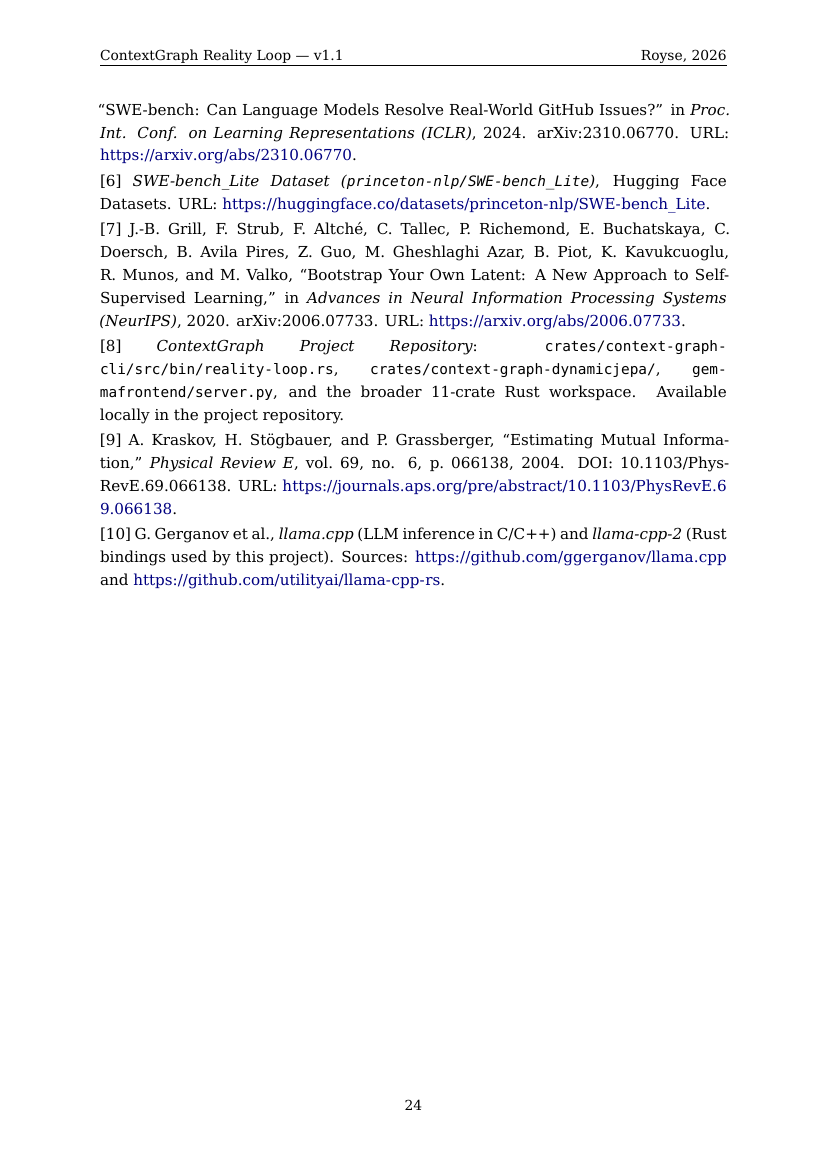 ContextGraph Reality Loop — v1.1 Royse, 2026
“SWE-bench: Can Language Models Resolve Real-World GitHub Issues?” in Proc.
Int. Conf. on Learning Representations (ICLR), 2024. arXiv:2310.06770. URL:
https://arxiv.org/abs/2310.06770.
[6] SWE-bench_Lite Dataset (princeton-nlp/SWE-bench_Lite), Hugging Face
Datasets. URL: https://huggingface.co/datasets/princeton-nlp/SWE-bench_Lite.
[7] J.-B. Grill, F. Strub, F. Altché, C. Tallec, P. Richemond, E. Buchatskaya, C.
Doersch, B. Avila Pires, Z. Guo, M. Gheshlaghi Azar, B. Piot, K. Kavukcuoglu,
R. Munos, and M. Valko, “Bootstrap Your Own Latent: A New Approach to Self-
Supervised Learning,” in Advances in Neural Information Processing Systems
(NeurIPS), 2020. arXiv:2006.07733. URL: https://arxiv.org/abs/2006.07733.
[8] ContextGraph Project Repository: crates/context-graph-
cli/src/bin/reality-loop.rs, crates/context-graph-dynamicjepa/, gem-
mafrontend/server.py, and the broader 11-crate Rust workspace. Available
locally in the project repository.
[9] A. Kraskov, H. Stögbauer, and P. Grassberger, “Estimating Mutual Informa-
tion,” Physical Review E, vol. 69, no. 6, p. 066138, 2004. DOI: 10.1103/Phys-
RevE.69.066138. URL: https://journals.aps.org/pre/abstract/10.1103/PhysRevE.6
9.066138.
[10] G. Gerganov et al., llama.cpp (LLM inference in C/C++) and llama-cpp-2 (Rust
bindings used by this project). Sources: https://github.com/ggerganov/llama.cpp
and https://github.com/utilityai/llama-cpp-rs.
24